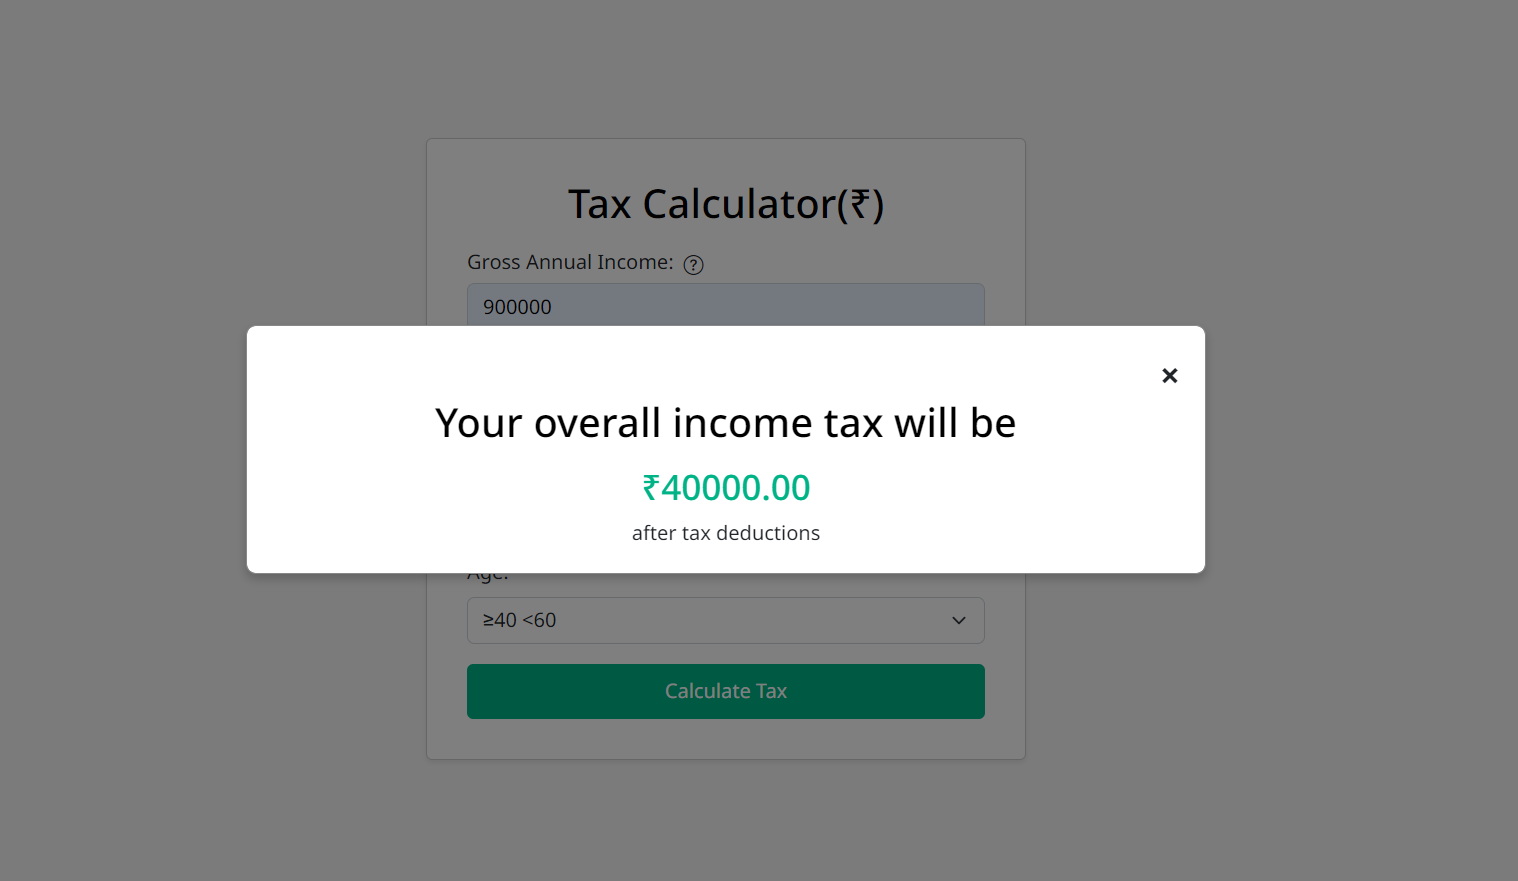 Tax Calculator(₹)
Gross Annual Income: ?
900000
×
Your overall income tax will be
₹40000.00
after tax deductions
Age:
≥40 <60
Calculate Tax